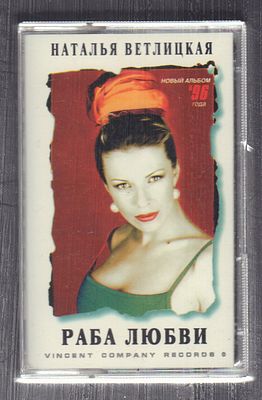 НАТАЛЬЯ ВЕТЛИЦКАЯ
НОВЫЙ АЛЬБОМ
'96
ГОДА
РАБА ЛЮБВИ
VINCENT COMPANY RECORDS